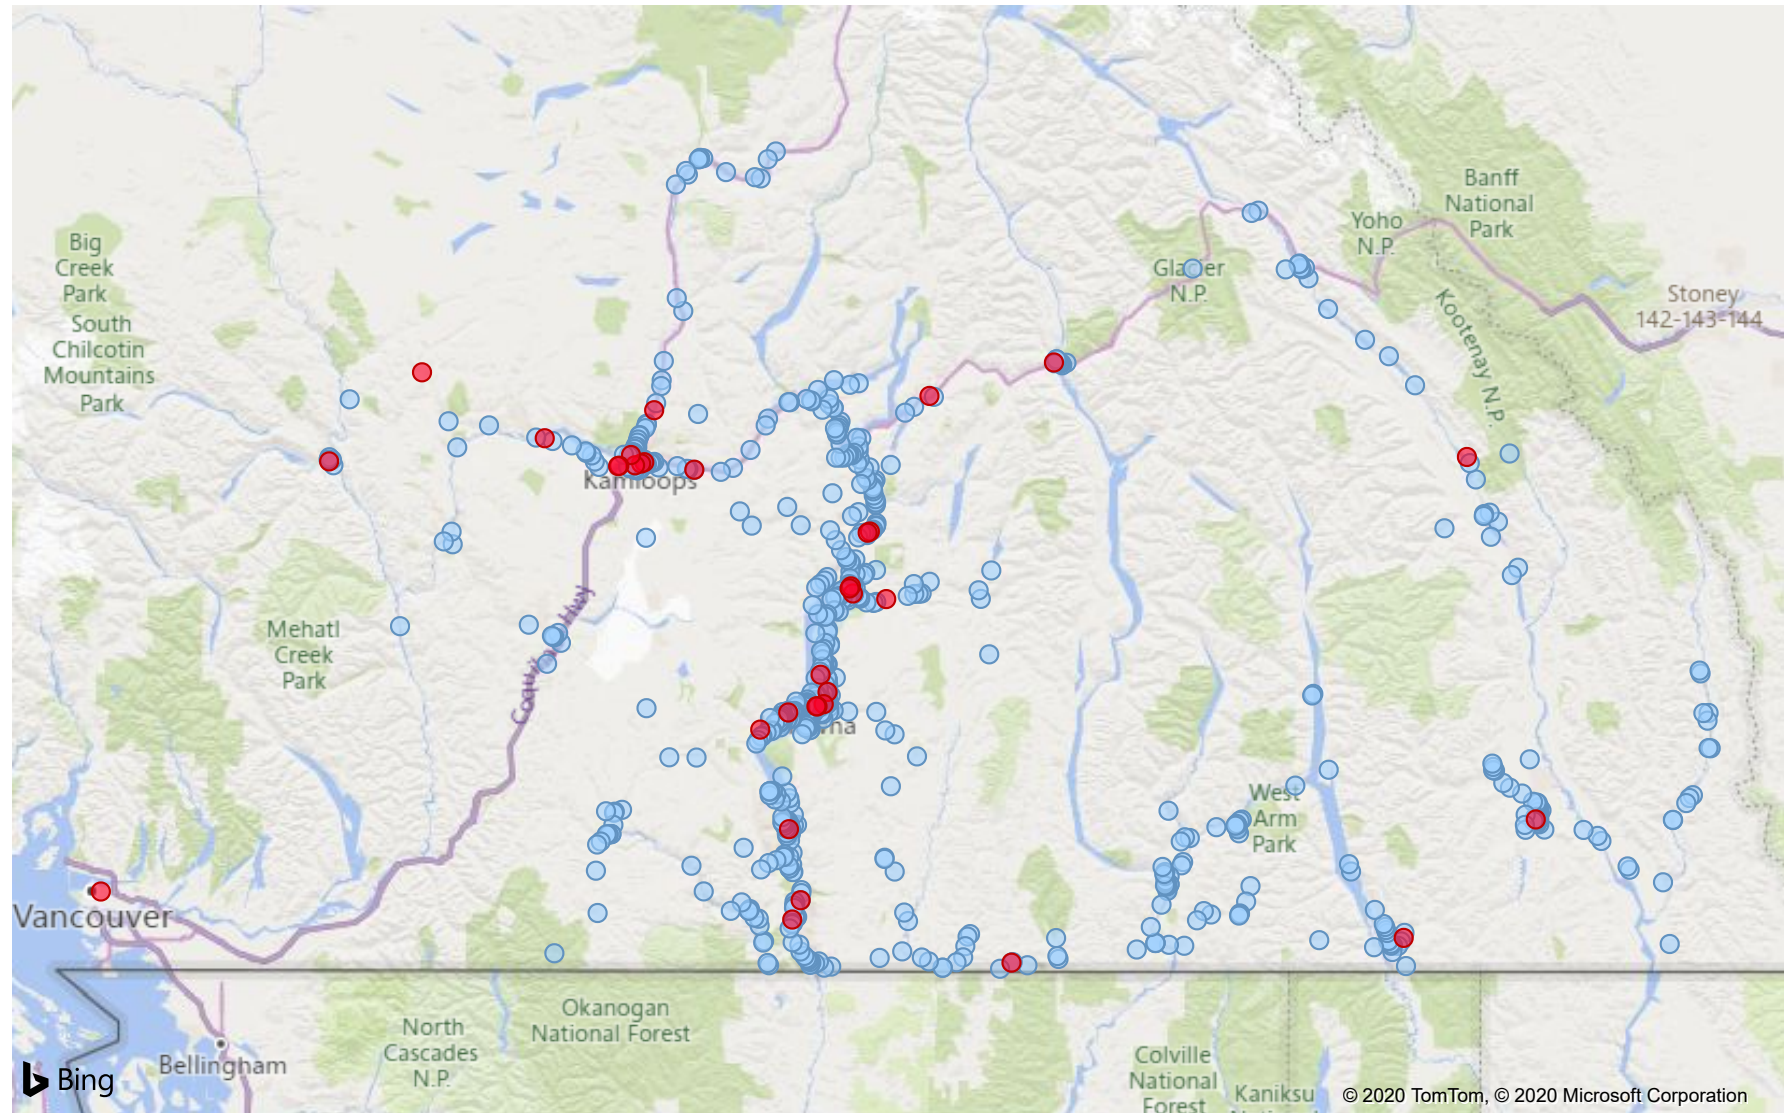 Banff
National
Park
Yoho
N.P.
Big
Creek
Park
Glacier
N.P.
Stoney
142-143-144
South
Chilcotin
Mountains
Park
Kootenay N.P.
Kamloops
Mehatl
Creek
Park
Hwy
West
Arm
Park
Vancouver
Okanogan
National Forest
North
Cascades
N.P.
Bellingham
Colville
National
Forest
Kaniksu
Bing
© 2020 TomTom, © 2020 Microsoft Corporation